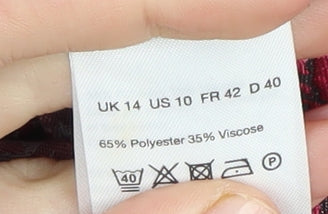 UK 14 US 10 FR 42 D 40
65% Polyester 35% Viscose
40 P